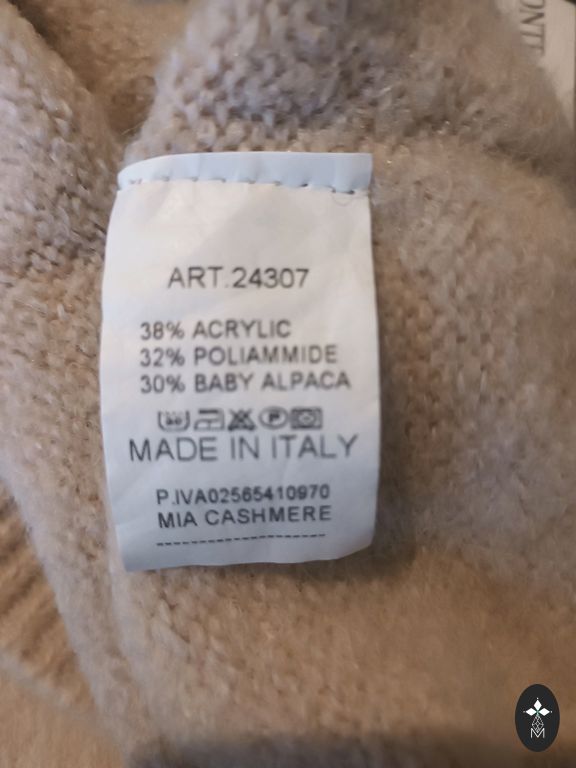 ART.24307
38% ACRYLIC
32% POLIAMMIDE
30% BABY ALPACA
MADE IN ITALY
P.IVA02565410970
MIA CASHMERE